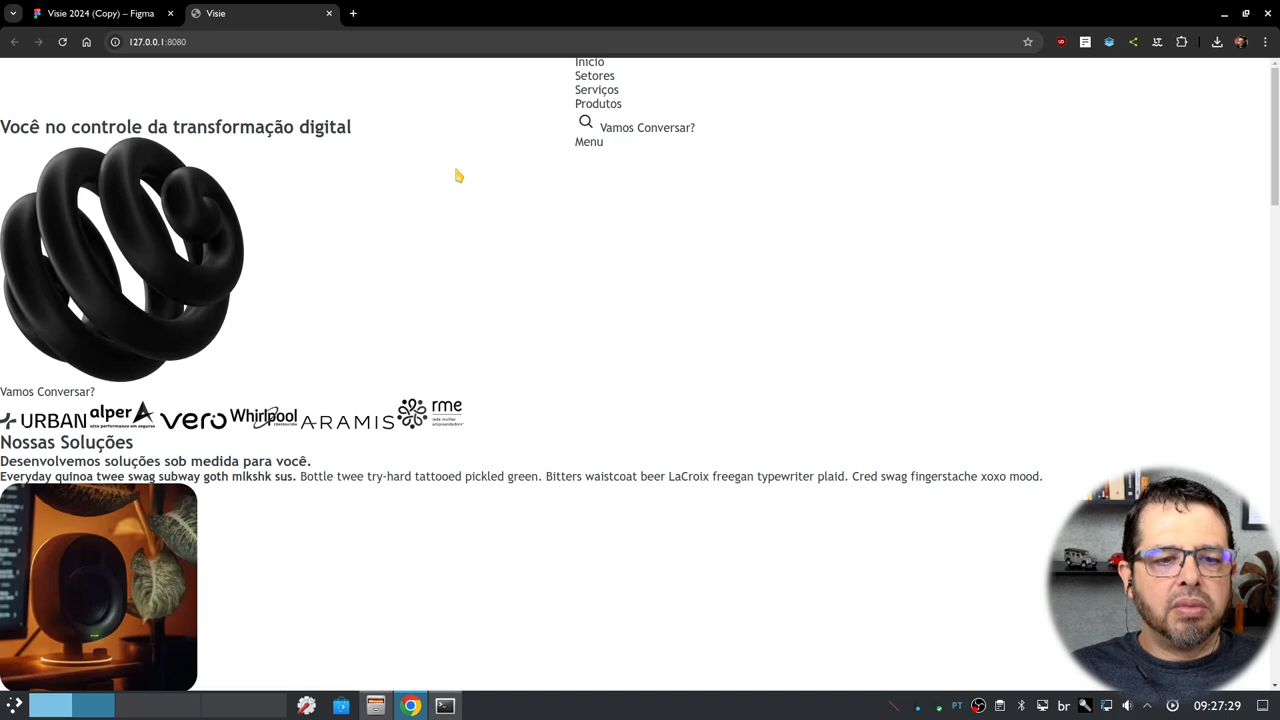 Visie 2024 (Copy) – Figma
Visie
127.0.0.1:8080
Início
Setores
Serviços
Produtos
Vamos Conversar?
Menu
Você no controle da transformação digital
Vamos Conversar?
URBAN alper vero Whirlpool ARAMIS rme
Nossas Soluções
Desenvolvemos soluções sob medida para você.
Everyday quinoa twee swag subway goth mlkshk sus. Bottle twee try-hard tattooed pickled green. Bitters waistcoat beer LaCroix freegan typewriter plaid. Cred swag fingerstache xoxo mood.
PT br 09:27:29